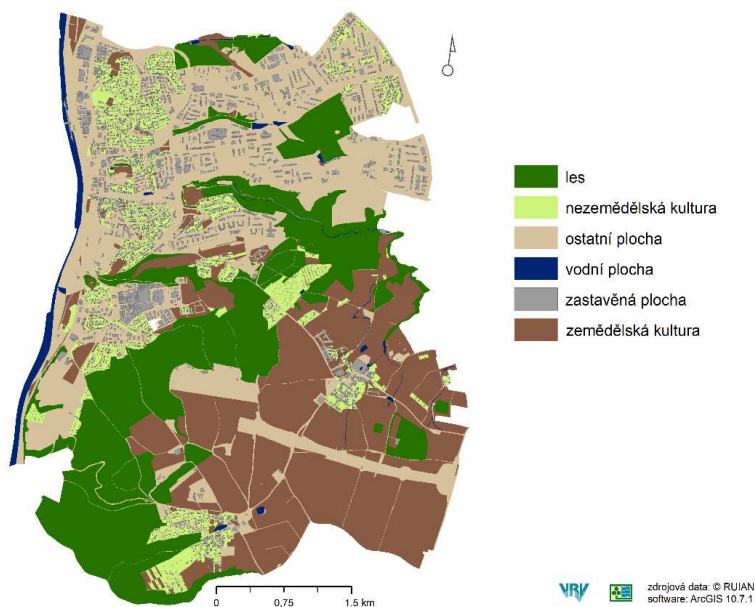 les
nezemědělská kultura
ostatní plocha
vodní plocha
zastavěná plocha
zemědělská kultura
0 0,75 1.5 km
VRV
zdrojová data: © RUIAN
software: ArcGIS 10.7.1